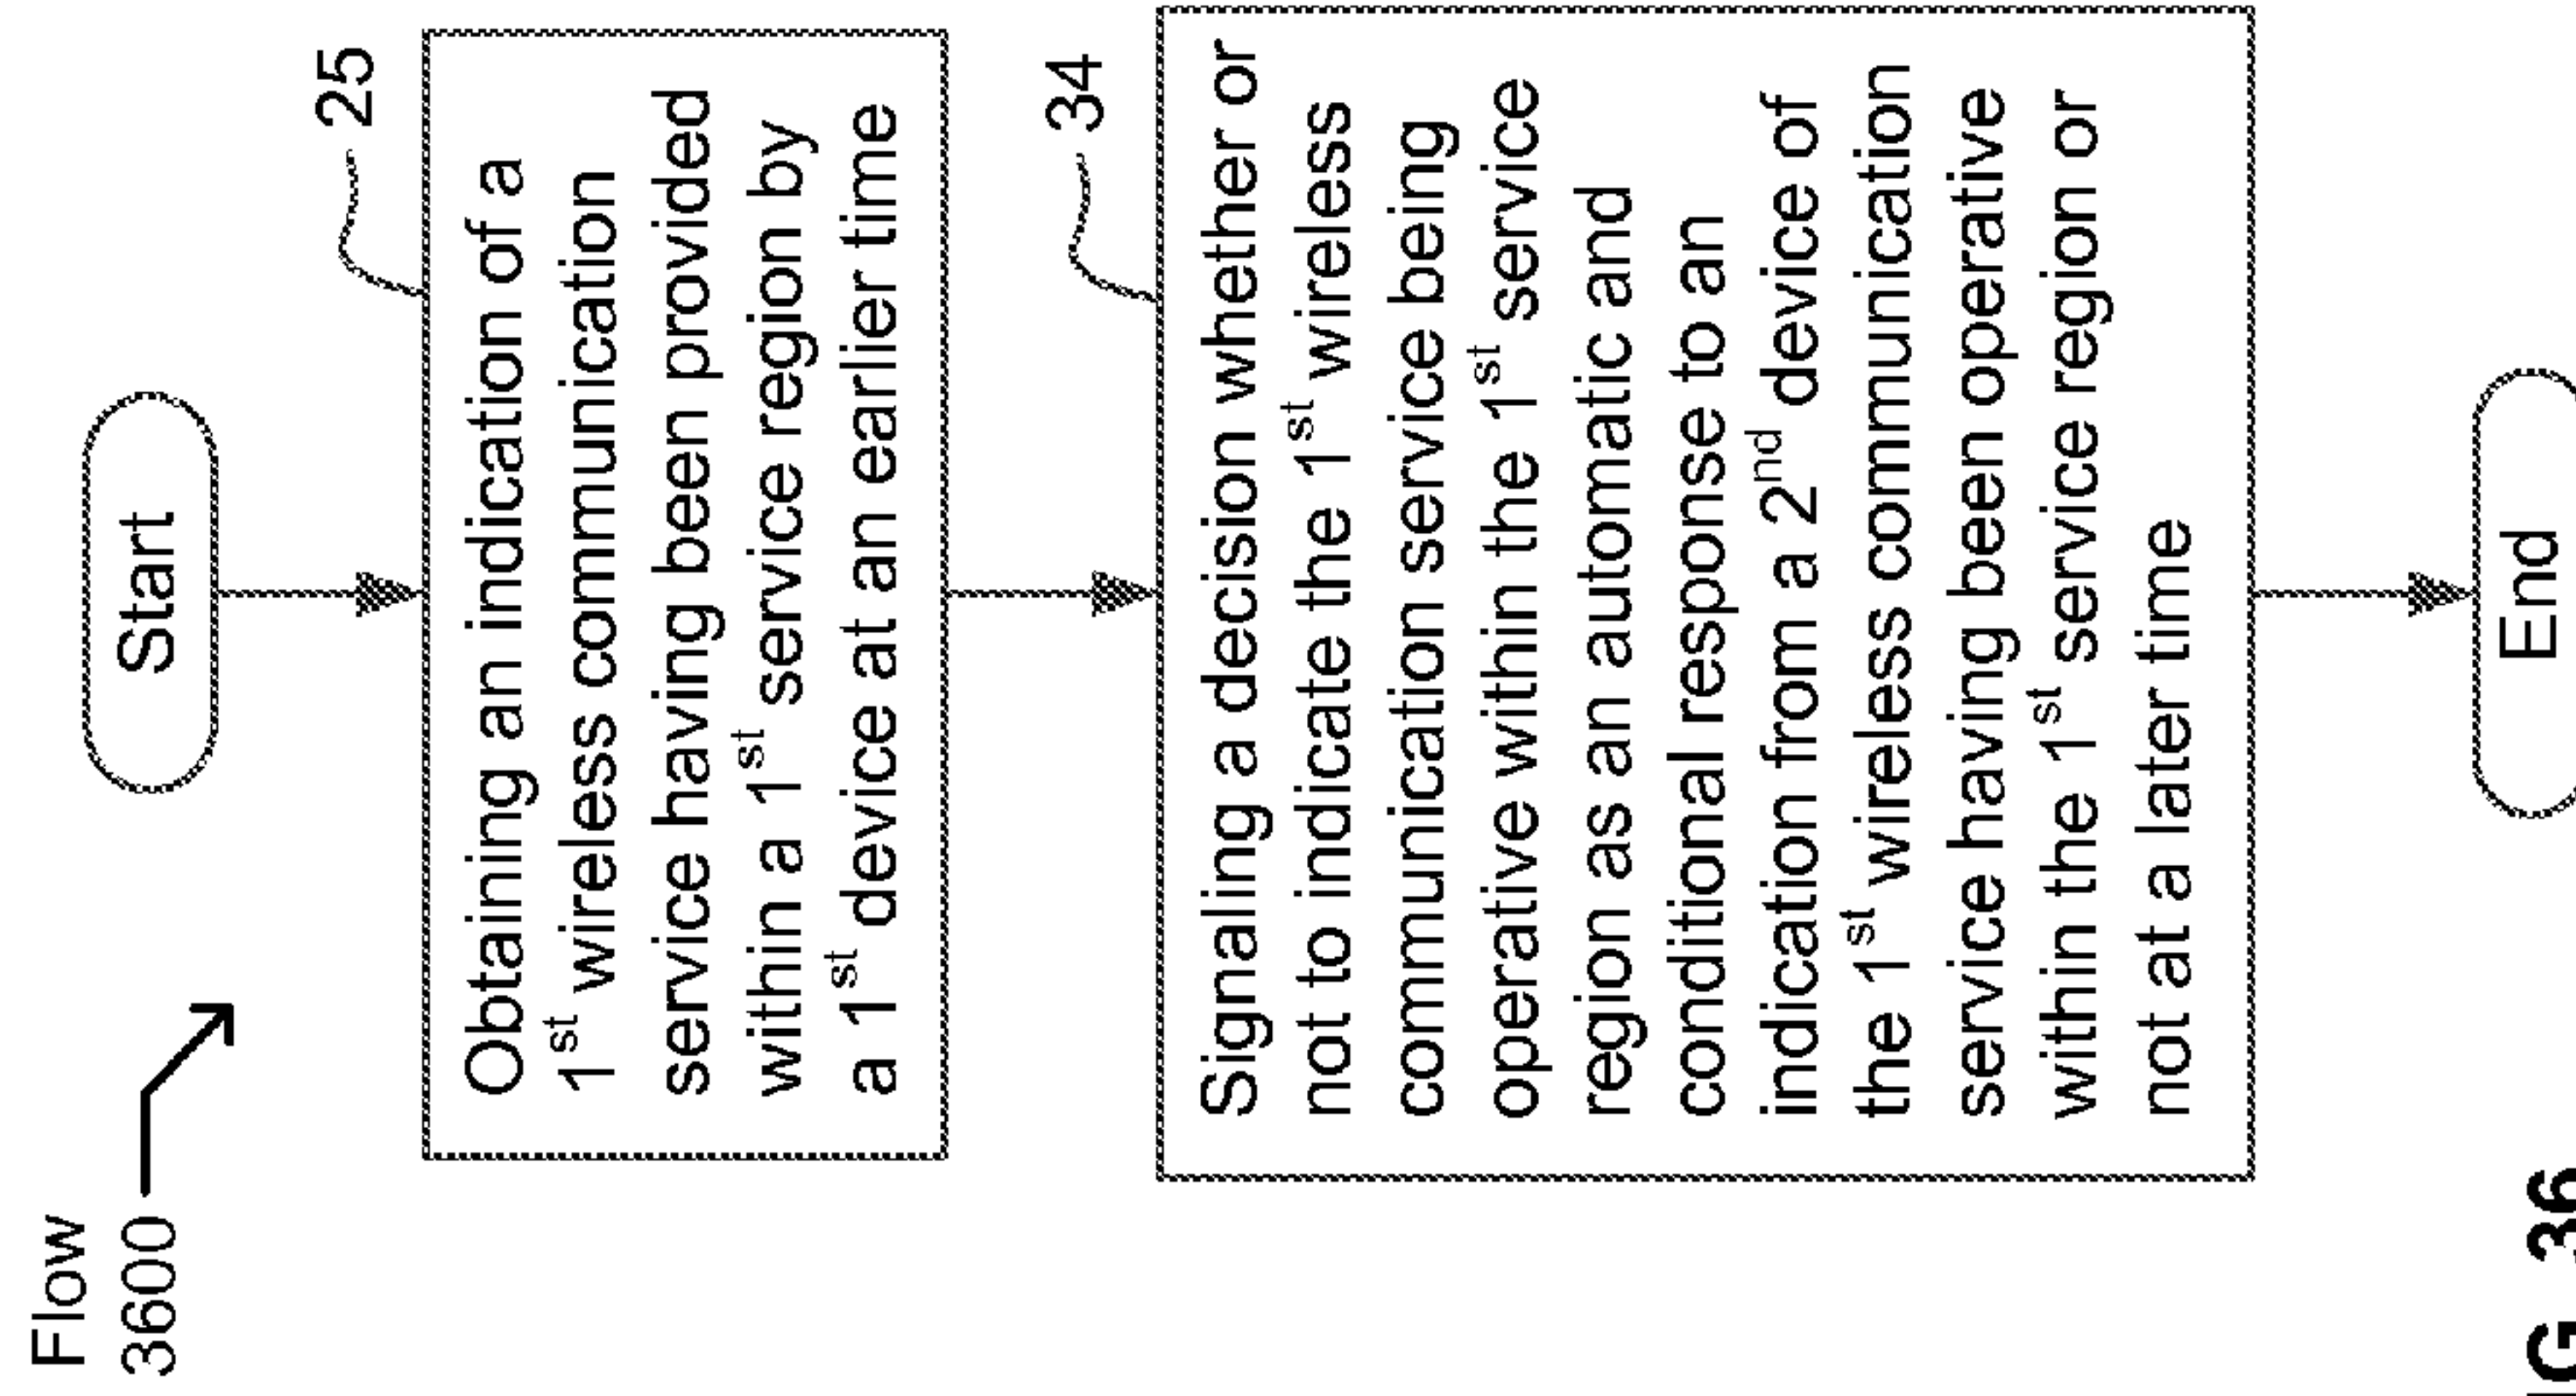 Flow
3600
Start
25
Obtaining an indication of a
1st wireless communication
service having been provided
within a 1st service region by
a 1st device at an earlier time
34
Signaling a decision whether or
not to indicate the 1st wireless
communication service being
operative within the 1st service
region as an automatic and
conditional response to an
indication from a 2nd device of
the 1st wireless communication
service having been operative
within the 1st service region or
not at a later time
End
IG. 36